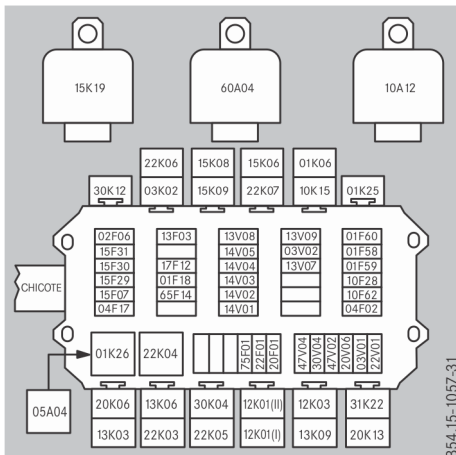 15K19 60A04 10A12
22K06 15K08 15K06 01K06
30K12 03K02 15K09 22K07 10K15 01K25
02F06 13F03 13V08 13V09 01F60
15F31 14V05 03V02 01F58
15F30 17F12 14V04 13V07 01F59
15F29 01F18 14V03 10F28
15F07 65F14 14V02 10F62
04F17 14V01 04F02
CHICOTE
01K26 22K04 75F01 22F01 20F01 47V04 30V04 47V02 20V06 03V01 22V01
05A04
20K06 13K06 30K04 12K01(II) 12K03 31K22
13K03 22K03 22K05 12K01(I) 13K09 20K13
354.15-1057-31